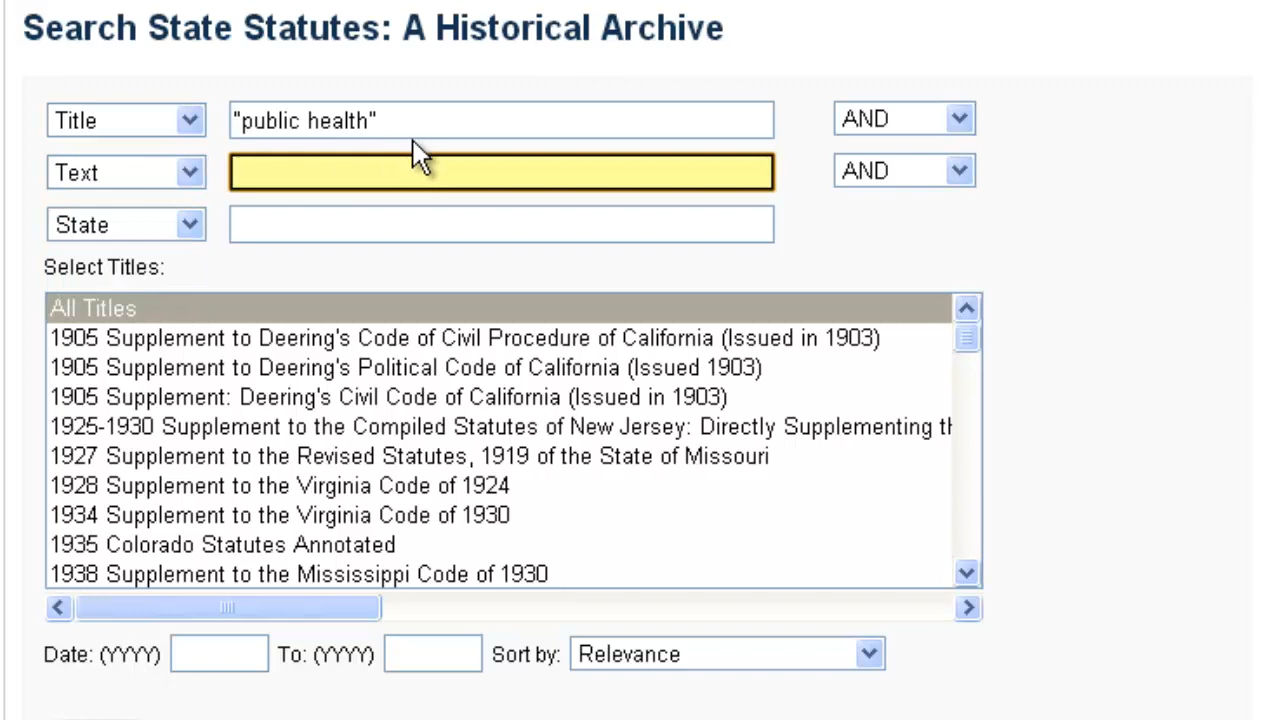 Search State Statutes: A Historical Archive
Title "public health" AND
Text AND
State
Select Titles:
All Titles
1905 Supplement to Deering's Code of Civil Procedure of California (Issued in 1903)
1905 Supplement to Deering's Political Code of California (Issued 1903)
1905 Supplement: Deering's Civil Code of California (Issued in 1903)
1925-1930 Supplement to the Compiled Statutes of New Jersey: Directly Supplementing th
1927 Supplement to the Revised Statutes, 1919 of the State of Missouri
1928 Supplement to the Virginia Code of 1924
1934 Supplement to the Virginia Code of 1930
1935 Colorado Statutes Annotated
1938 Supplement to the Mississippi Code of 1930
Date: (YYYY) To: (YYYY) Sort by: Relevance